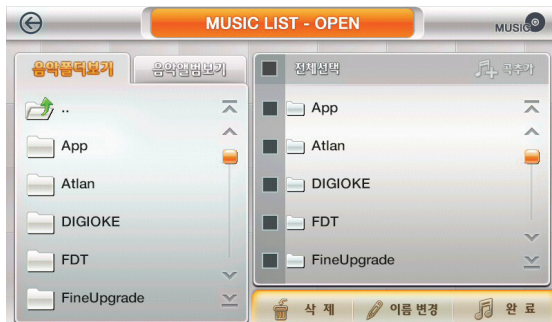 MUSIC LIST - OPEN
MUSIC
음악폴더보기
음악앨범보기
..
App
Atlan
DIGIOKE
FDT
FineUpgrade
전체선택
곡추가
App
Atlan
DIGIOKE
FDT
FineUpgrade
삭 제
이름 변경
완 료